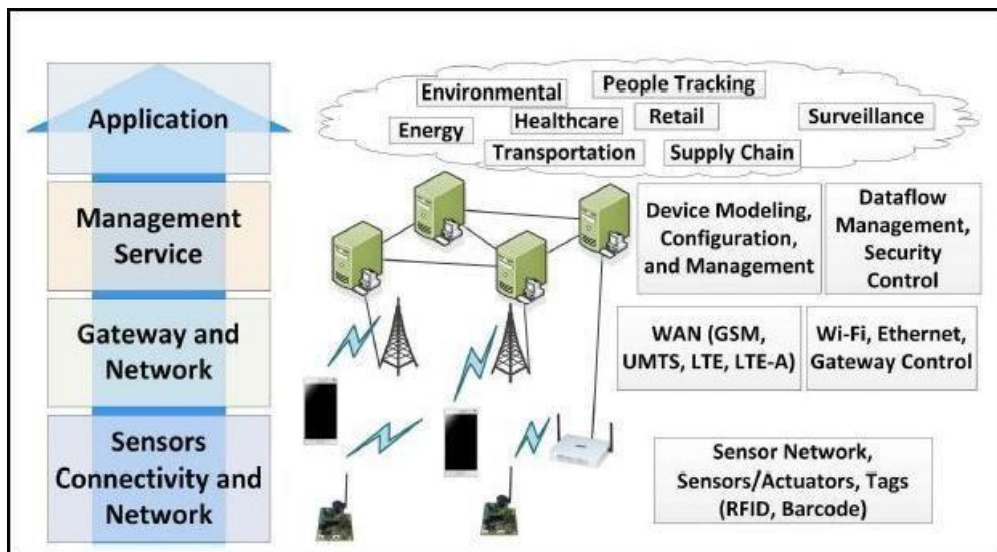 Application
Environmental
People Tracking
Energy
Healthcare
Retail
Surveillance
Transportation
Supply Chain
Management
Service
Device Modeling,
Configuration,
and Management
Dataflow
Management,
Security
Control
Gateway and
Network
WAN (GSM,
UMTS, LTE, LTE-A)
Wi-Fi, Ethernet,
Gateway Control
Sensors
Connectivity and
Network
Sensor Network,
Sensors/Actuators, Tags
(RFID, Barcode)